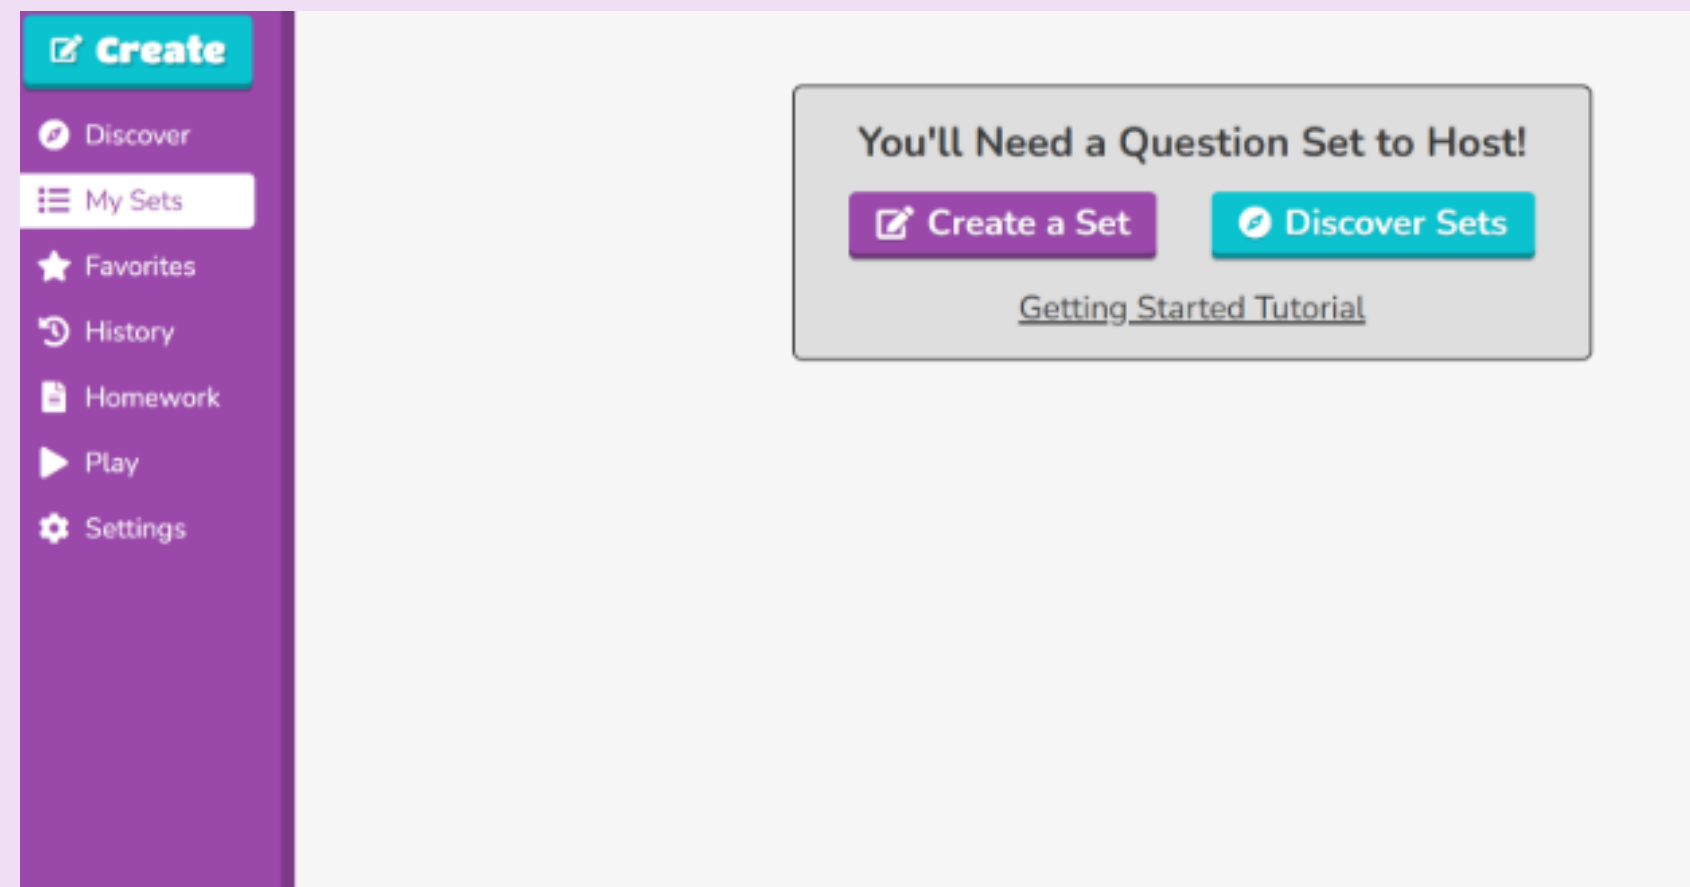 Create
Discover
My Sets
Favorites
History
Homework
Play
Settings
You'll Need a Question Set to Host!
Create a Set
Discover Sets
Getting Started Tutorial